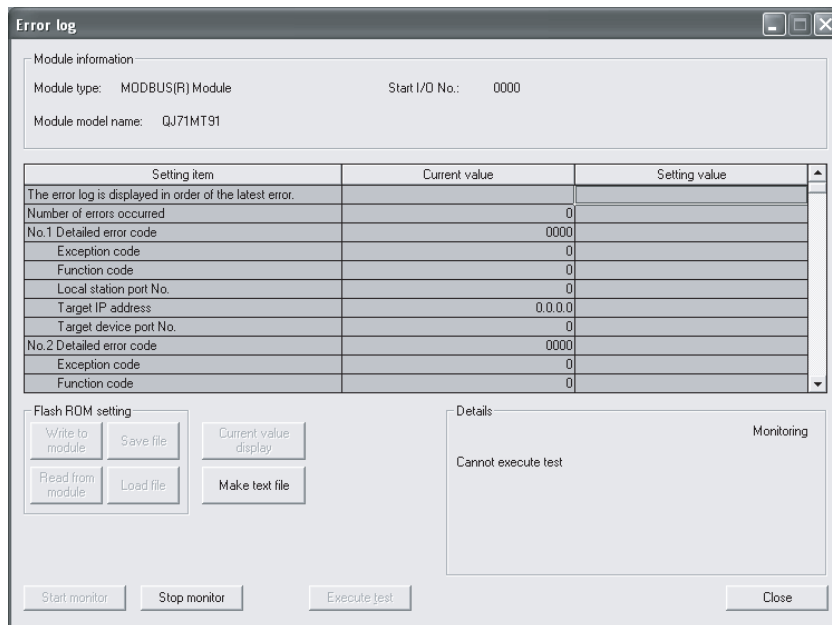 Error log
Module information
Module type: MODBUS(R) Module Start I/O No.: 0000
Module model name: QJ71MT91
Setting item Current value Setting value
The error log is displayed in order of the latest error.
Number of errors occurred 0
No.1 Detailed error code 0000
Exception code 0
Function code 0
Local station port No. 0
Target IP address 0.0.0.0
Target device port No. 0
No.2 Detailed error code 0000
Exception code 0
Function code 0
Flash ROM setting
Write to
module
Save file
Current value
display
Read from
module
Load file
Make text file
Details
Monitoring
Cannot execute test
Start monitor Stop monitor Execute test Close